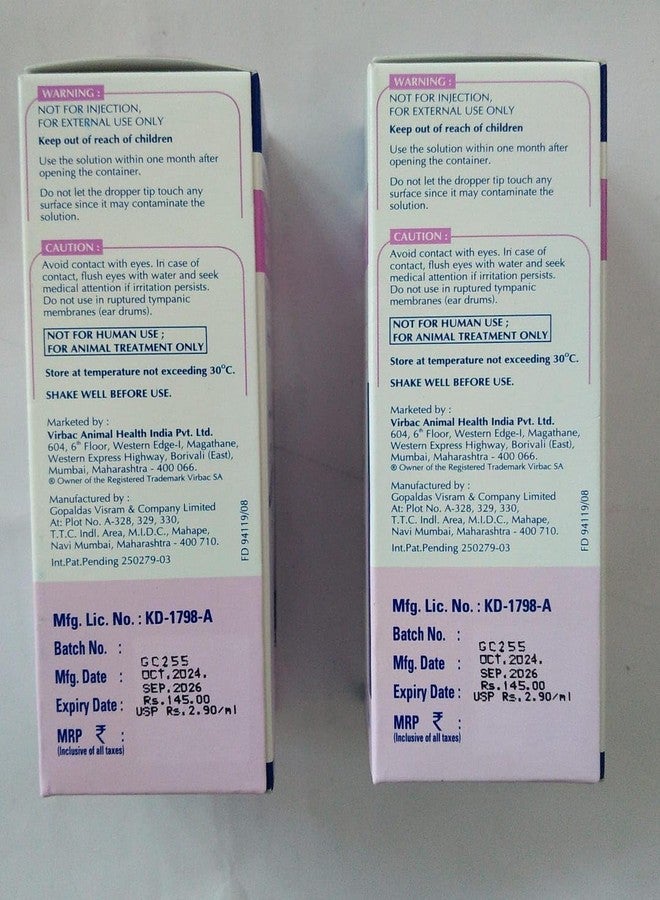 WARNING :
NOT FOR INJECTION,
FOR EXTERNAL USE ONLY
Keep out of reach of children
Use the solution within one month after
opening the container.
Do not let the dropper tip touch any
surface since it may contaminate the
solution.
CAUTION :
Avoid contact with eyes. In case of
contact, flush eyes with water and seek
medical attention if irritation persists.
Do not use in ruptured tympanic
membranes (ear drums).
NOT FOR HUMAN USE ;
FOR ANIMAL TREATMENT ONLY
Store at temperature not exceeding 30°C.
SHAKE WELL BEFORE USE.
Marketed by :
Virbac Animal Health India Pvt. Ltd.
604, 6th Floor, Western Edge-I, Magathane,
Western Express Highway, Borivali (East),
Mumbai, Maharashtra - 400 066.
® Owner of the Registered Trademark Virbac SA
Manufactured by :
Gopaldas Visram & Company Limited
At: Plot No. A-328, 329, 330,
T.T.C. Indl. Area, M.I.D.C., Mahape,
Navi Mumbai, Maharashtra - 400 710.
Int.Pat.Pending 250279-03
FD 94119/08
Mfg. Lic. No. : KD-1798-A
Batch No. :
GC255
Mfg. Date :
OCT.2024.
SEP.2026
Expiry Date :
Rs.145.00
USP Rs.2.90/ml
MRP ₹ :
(Inclusive of all taxes)
WARNING :
NOT FOR INJECTION,
FOR EXTERNAL USE ONLY
Keep out of reach of children
Use the solution within one month after
opening the container.
Do not let the dropper tip touch any
surface since it may contaminate the
solution.
CAUTION :
Avoid contact with eyes. In case of
contact, flush eyes with water and seek
medical attention if irritation persists.
Do not use in ruptured tympanic
membranes (ear drums).
NOT FOR HUMAN USE ;
FOR ANIMAL TREATMENT ONLY
Store at temperature not exceeding 30°C.
SHAKE WELL BEFORE USE.
Marketed by :
Virbac Animal Health India Pvt. Ltd.
604, 6th Floor, Western Edge-I, Magathane,
Western Express Highway, Borivali (East),
Mumbai, Maharashtra - 400 066.
® Owner of the Registered Trademark Virbac SA
Manufactured by :
Gopaldas Visram & Company Limited
At: Plot No. A-328, 329, 330,
T.T.C. Indl. Area, M.I.D.C., Mahape,
Navi Mumbai, Maharashtra - 400 710.
Int.Pat.Pending 250279-03
FD 94119/08
Mfg. Lic. No. : KD-1798-A
Batch No. :
GC255
Mfg. Date :
OCT.2024.
SEP.2026
Expiry Date :
Rs.145.00
USP Rs.2.90/ml
MRP ₹ :
(Inclusive of all taxes)